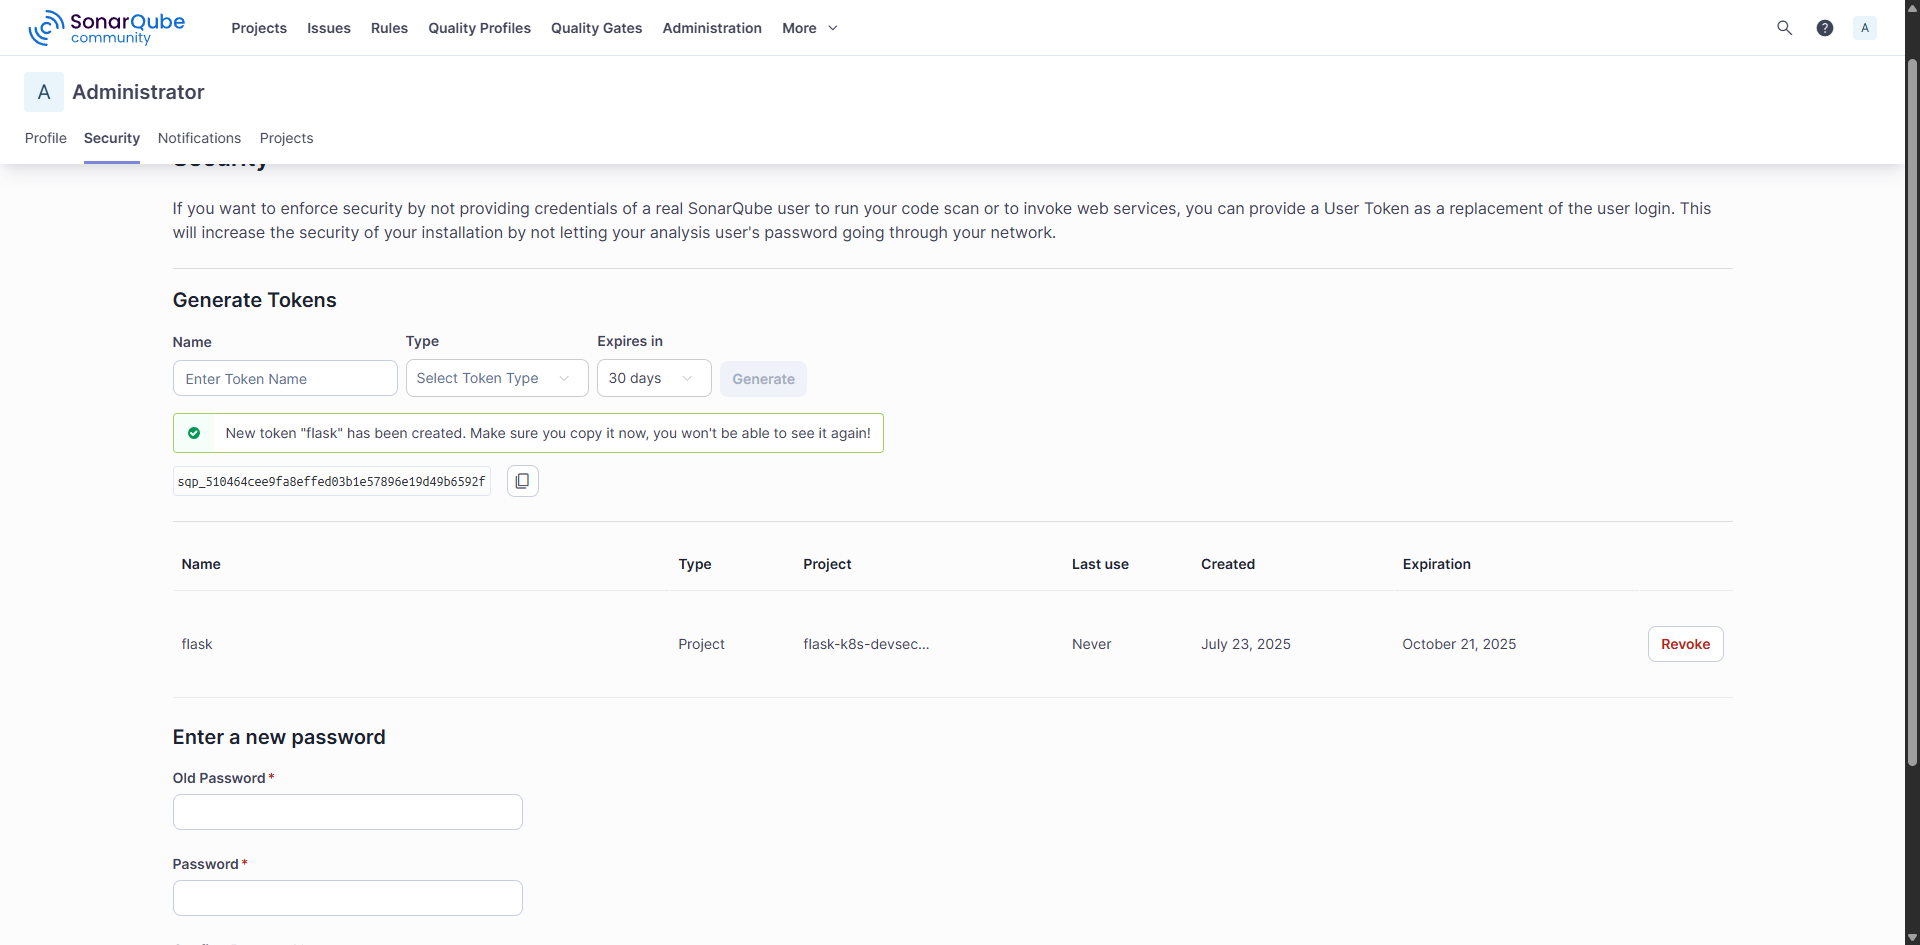 SonarQube community
Projects Issues Rules Quality Profiles Quality Gates Administration More
?
A
A Administrator
Profile Security Notifications Projects
Security
If you want to enforce security by not providing credentials of a real SonarQube user to run your code scan or to invoke web services, you can provide a User Token as a replacement of the user login. This
will increase the security of your installation by not letting your analysis user's password going through your network.
Generate Tokens
Name Type Expires in
Enter Token Name Select Token Type 30 days Generate
New token "flask" has been created. Make sure you copy it now, you won't be able to see it again!
sqp_510464cee9fa8effed03b1e57896e19d49b6592f
Name Type Project Last use Created Expiration
flask Project flask-k8s-devsec... Never July 23, 2025 October 21, 2025 Revoke
Enter a new password
Old Password *
Password *